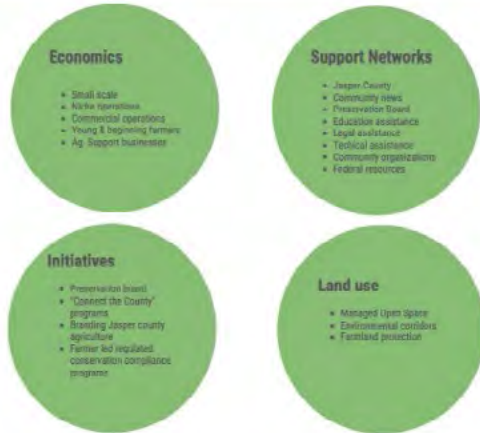 Economics
Small scale
Niche operations
Commercial operations
Young & beginning farmers
Ag. Support businesses
Support Networks
Jasper County
Community news
Preservation Board
Education assistance
Legal assistance
Techical assistance
Community organizations
Federal resources
Initiatives
Preservation board
"Connect the County"
programs
Branding Jasper county
agriculture
Farmer led regulated
conservation compliance
programs
Land use
Managed Open Space
Environmental corridors
Farmland protection